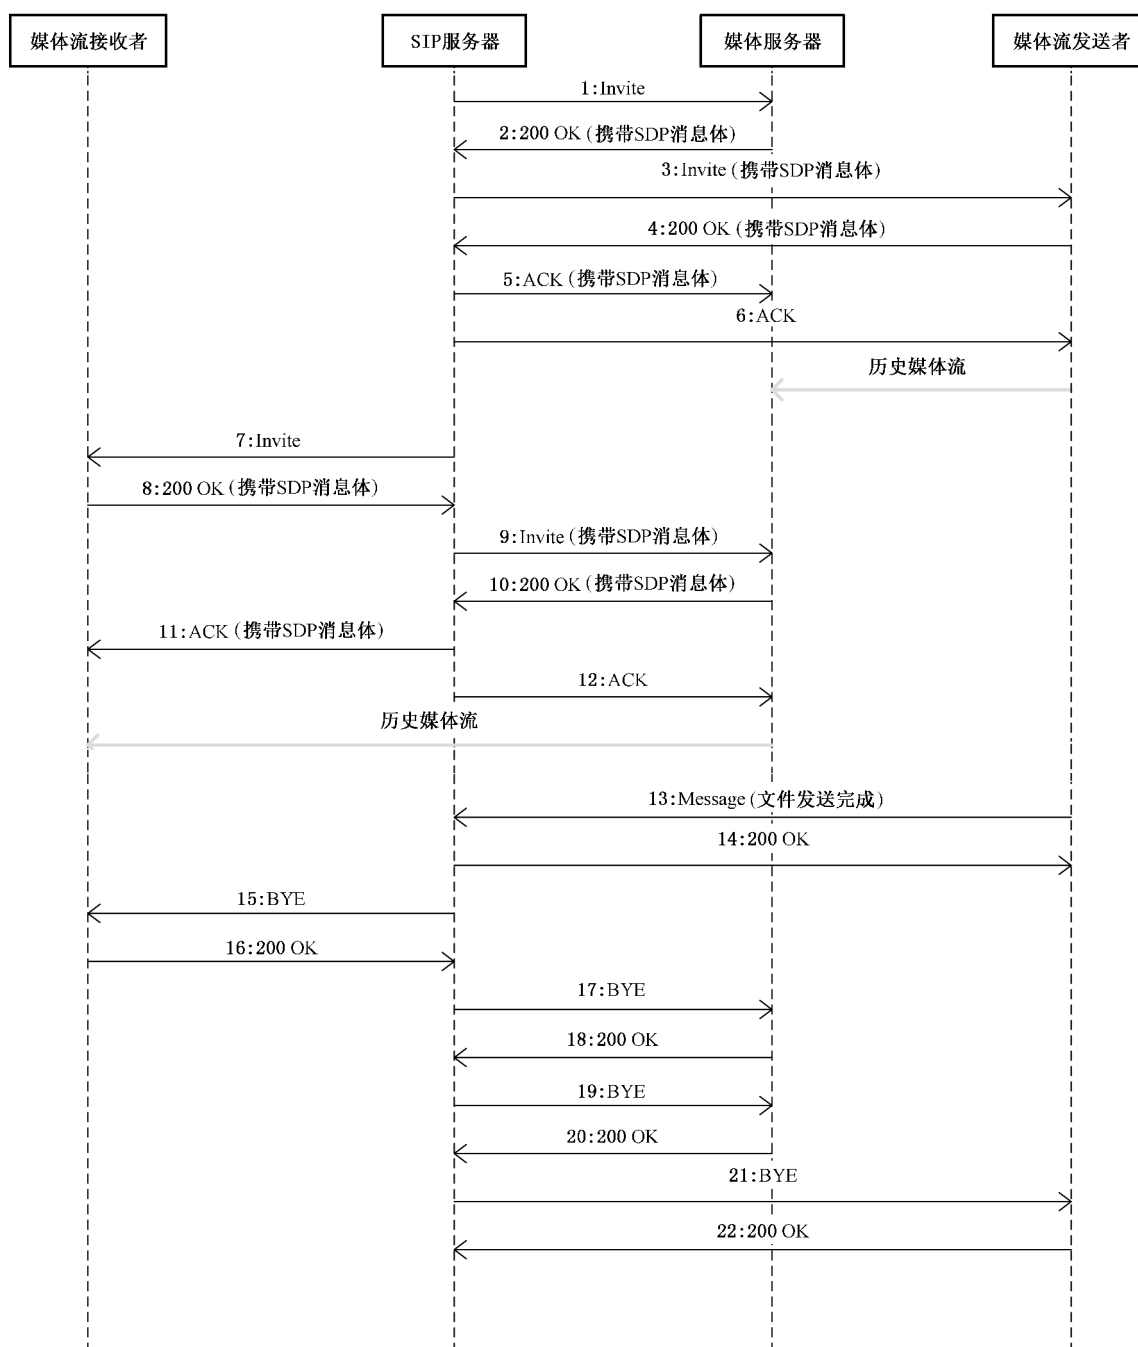 媒体流接收者
SIP服务器
媒体服务器
媒体流发送者
1:Invite
2:200 OK(携带SDP消息体)
3:Invite(携带SDP消息体)
4:200 OK(携带SDP消息体)
5:ACK(携带SDP消息体)
6:ACK
历史媒体流
7:Invite
8:200 OK(携带SDP消息体)
9:Invite(携带SDP消息体)
10:200 OK(携带SDP消息体)
11:ACK(携带SDP消息体)
12:ACK
历史媒体流
13:Message(文件发送完成)
14:200 OK
15:BYE
16:200 OK
17:BYE
18:200 OK
19:BYE
20:200 OK
21:BYE
22:200 OK